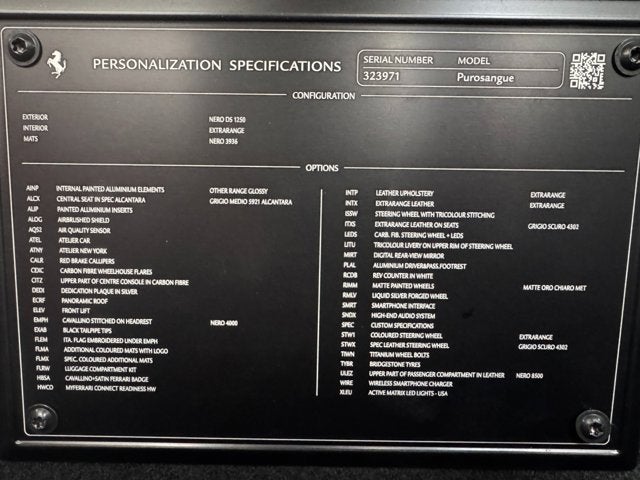 PERSONALIZATION SPECIFICATIONS
SERIAL NUMBER MODEL
323971 Purosangue
CONFIGURATION
EXTERIOR NERO DS 1250
INTERIOR EXTRARANGE
MATS NERO 3936
OPTIONS
AINP INTERNAL PAINTED ALUMINIUM ELEMENTS OTHER RANGE GLOSSY
ALCX CENTRAL SEAT IN SPEC ALCANTARA GRIGIO MEDIO 5921 ALCANTARA
ALIP PAINTED ALUMINIUM INSERTS
ALOG AIRBRUSHED SHIELD
AQS2 AIR QUALITY SENSOR
ATEL ATELIER CAR
ATNY ATELIER NEW YORK
CALR RED BRAKE CALLIPERS
CEXC CARBON FIBRE WHEELHOUSE FLARES
CITZ UPPER PART OF CENTRE CONSOLE IN CARBON FIBRE
DEDI DEDICATION PLAQUE IN SILVER
ECRF PANORAMIC ROOF
ELEV FRONT LIFT
EMPH CAVALLINO STITCHED ON HEADREST NERO 4000
EXAB BLACK TAILPIPE TIPS
FLEM ITA. FLAG EMBROIDERED UNDER EMPH
FLMA ADDITIONAL COLOURED MATS WITH LOGO
FLMX SPEC. COLOURED ADDITIONAL MATS
FLRW LUGGAGE COMPARTMENT KIT
HBSA CAVALLINO+SATIN FERRARI BADGE
HWCD MYFERRARI CONNECT READINESS HW
INTP LEATHER UPHOLSTERY EXTRARANGE
INTX EXTRARANGE LEATHER EXTRARANGE
ISSW STEERING WHEEL WITH TRICOLOUR STITCHING
ITXS EXTRARANGE LEATHER ON SEATS GRIGIO SCURO 4302
LEDS CARB. FIB. STEERING WHEEL + LEDS
LITU TRICOLOUR LIVERY ON UPPER RIM OF STEERING WHEEL
MIRT DIGITAL REAR-VIEW MIRROR
PLAL ALUMINIUM DRIVER&PASS.FOOTREST
RCDB REV COUNTER IN WHITE
RIMM MATTE PAINTED WHEELS MATTE ORO CHIARO MET
RMLV LIQUID SILVER FORGED WHEEL
SMRT SMARTPHONE INTERFACE
SNDX HIGH-END AUDIO SYSTEM
SPEC CUSTOM SPECIFICATIONS
STW1 COLOURED STEERING WHEEL EXTRARANGE
STWX SPEC LEATHER STEERING WHEEL GRIGIO SCURO 4302
TIWN TITANIUM WHEEL BOLTS
TYBR BRIDGESTONE TYRES
ULEZ UPPER PART OF PASSENGER COMPARTMENT IN LEATHER NERO 8500
WIRE WIRELESS SMARTPHONE CHARGER
XLEU ACTIVE MATRIX LED LIGHTS - USA